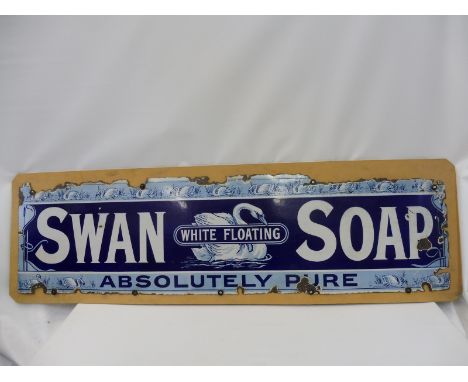 SWAN WHITE FLOATING SOAP
ABSOLUTELY PURE